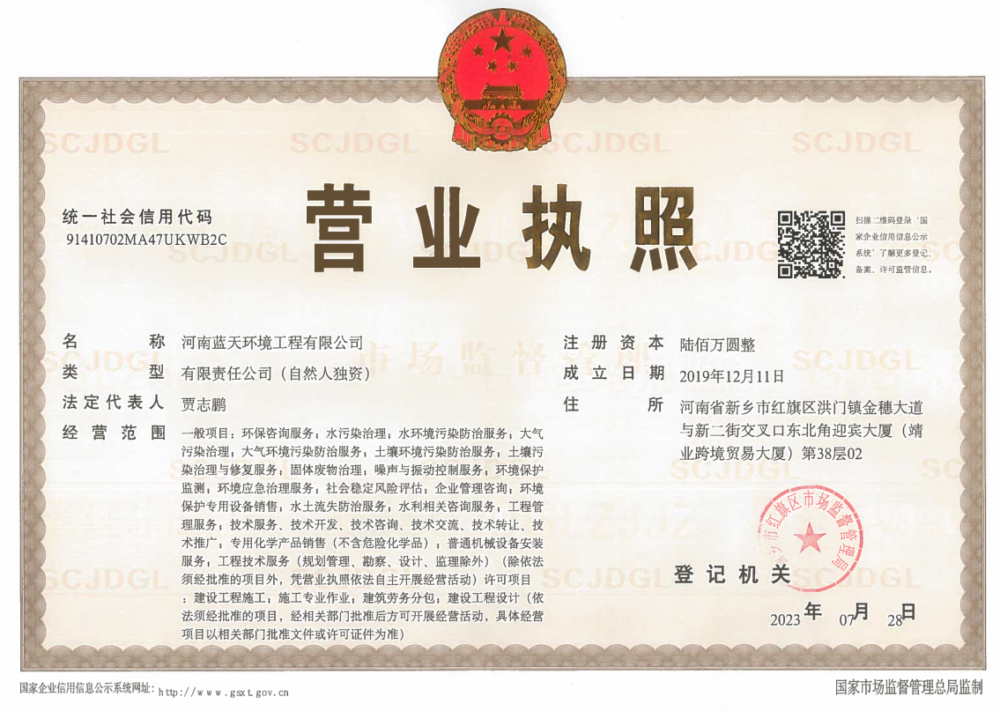 营业执照
统一社会信用代码
91410702MA47UKWB2C
扫描二维码登录‘国
家企业信用信息公示
系统’了解更多登记、
备案、许可监管信息。
名称 河南蓝天环境工程有限公司
类型 有限责任公司（自然人独资）
法定代表人 贾志鹏
经营范围 一般项目：环保咨询服务；水污染治理；水环境污染防治服务；大气
污染治理；大气环境污染防治服务；土壤环境污染防治服务；土壤污
染治理与修复服务；固体废物治理；噪声与振动控制服务；环境保护
监测；环境应急治理服务；社会稳定风险评估；企业管理咨询；环境
保护专用设备销售；水土流失防治服务；水利相关咨询服务；工程管
理服务；技术服务、技术开发、技术咨询、技术交流、技术转让、技
术推广；专用化学产品销售（不含危险化学品）；普通机械设备安装
服务；工程技术服务（规划管理、勘察、设计、监理除外）（除依法
须经批准的项目外，凭营业执照依法自主开展经营活动）许可项目
：建设工程施工；施工专业作业；建筑劳务分包；建设工程设计（依
法须经批准的项目，经相关部门批准后方可开展经营活动，具体经营
项目以相关部门批准文件或许可证件为准）
注册资本 陆佰万圆整
成立日期 2019年12月11日
住所 河南省新乡市红旗区洪门镇金穗大道
与新二街交叉口东北角迎宾大厦（靖
业跨境贸易大厦）第38层02
乡市红旗区市场监督管理局
登记机关
2023年07月28日
国家企业信用信息公示系统网址：http://www.gsxt.gov.cn
国家市场监督管理总局监制
SCJDGL
市场监督管理